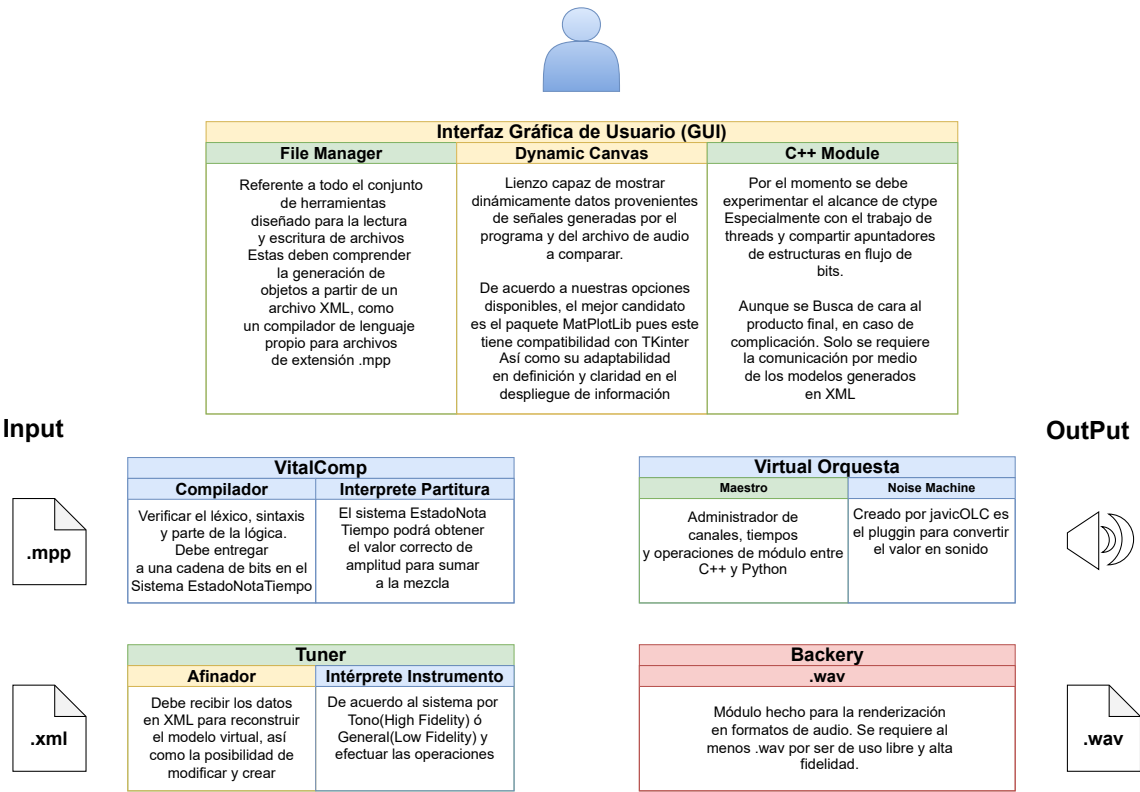 Interfaz Gráfica de Usuario (GUI)
File Manager
Referente a todo el conjunto
de herramientas
diseñado para la lectura
y escritura de archivos
Estas deben comprender
la generación de
objetos a partir de un
archivo XML, como
un compilador de lenguaje
propio para archivos
de extensión .mpp
Dynamic Canvas
Lienzo capaz de mostrar
dinámicamente datos provenientes
de señales generadas por el
programa y del archivo de audio
a comparar.
De acuerdo a nuestras opciones
disponibles, el mejor candidato
es el paquete MatPlotLib pues este
tiene compatibilidad con TKinter
Así como su adaptabilidad
en definición y claridad en el
despliegue de información
C++ Module
Por el momento se debe
experimentar el alcance de ctype
Especialmente con el trabajo de
threads y compartir apuntadores
de estructuras en flujo de
bits.
Aunque se Busca de cara al
producto final, en caso de
complicación. Solo se requiere
la comunicación por medio
de los modelos generados
en XML
Input
OutPut
.mpp
VitalComp
Compilador
Verificar el léxico, sintaxis
y parte de la lógica.
Debe entregar
a una cadena de bits en el
Sistema EstadoNotaTiempo
Interprete Partitura
El sistema EstadoNota
Tiempo podrá obtener
el valor correcto de
amplitud para sumar
a la mezcla
Virtual Orquesta
Maestro
Administrador de
canales, tiempos
y operaciones de módulo entre
C++ y Python
Noise Machine
Creado por javicOLC es
el pluggin para convertir
el valor en sonido
.xml
Tuner
Afinador
Debe recibir los datos
en XML para reconstruir
el modelo virtual, así
como la posibilidad de
modificar y crear
Intérprete Instrumento
De acuerdo al sistema por
Tono(High Fidelity) ó
General(Low Fidelity) y
efectuar las operaciones
Backery
.wav
Módulo hecho para la renderización
en formatos de audio. Se requiere al
menos .wav por ser de uso libre y alta
fidelidad.
.wav